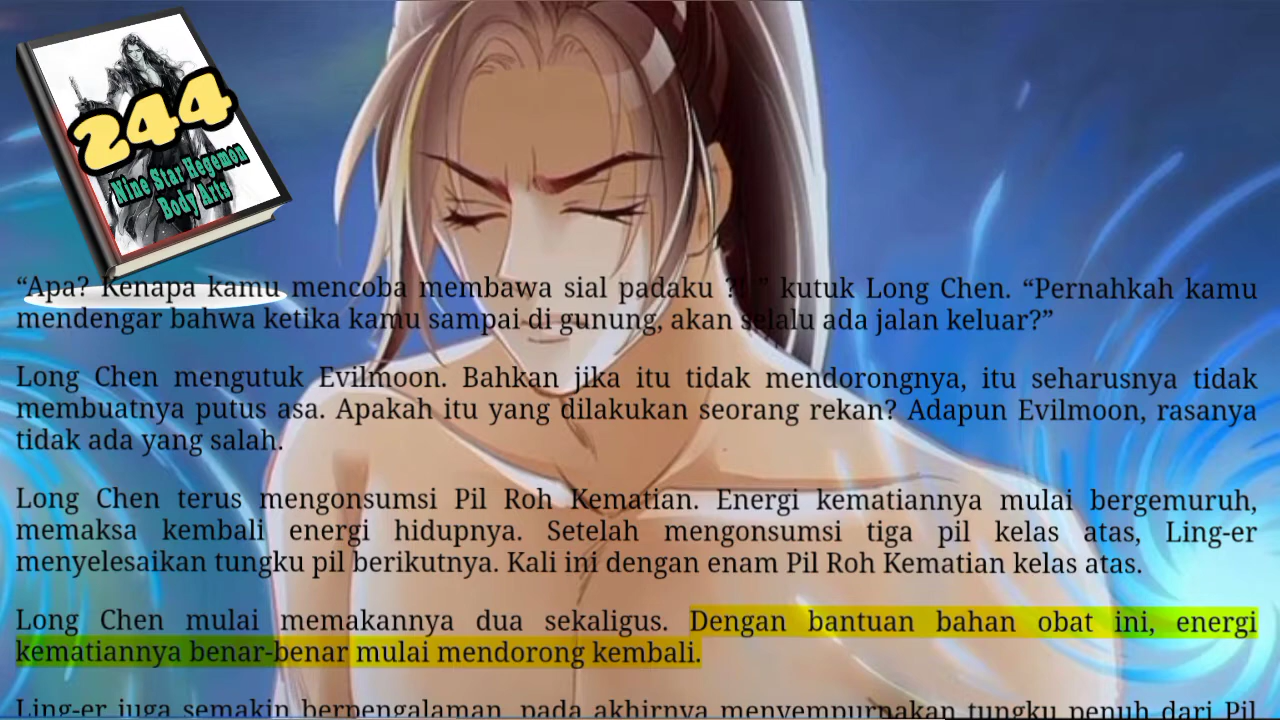 244
Nine Star Hegemon
Body Arts
“Apa? Kenapa kamu mencoba membawa sial padaku ?! ” kutuk Long Chen. “Pernahkah kamu
mendengar bahwa ketika kamu sampai di gunung, akan selalu ada jalan keluar?”
Long Chen mengutuk Evilmoon. Bahkan jika itu tidak mendorongnya, itu seharusnya tidak
membuatnya putus asa. Apakah itu yang dilakukan seorang rekan? Adapun Evilmoon, rasanya
tidak ada yang salah.
Long Chen terus mengonsumsi Pil Roh Kematian. Energi kematiannya mulai bergemuruh,
memaksa kembali energi hidupnya. Setelah mengonsumsi tiga pil kelas atas, Ling-er
menyelesaikan tungku pil berikutnya. Kali ini dengan enam Pil Roh Kematian kelas atas.
Long Chen mulai memakannya dua sekaligus. Dengan bantuan bahan obat ini, energi
kematiannya benar-benar mulai mendorong kembali.
Ling-er juga semakin berpengalaman, pada akhirnya menyempurnakan tungku penuh dari Pil